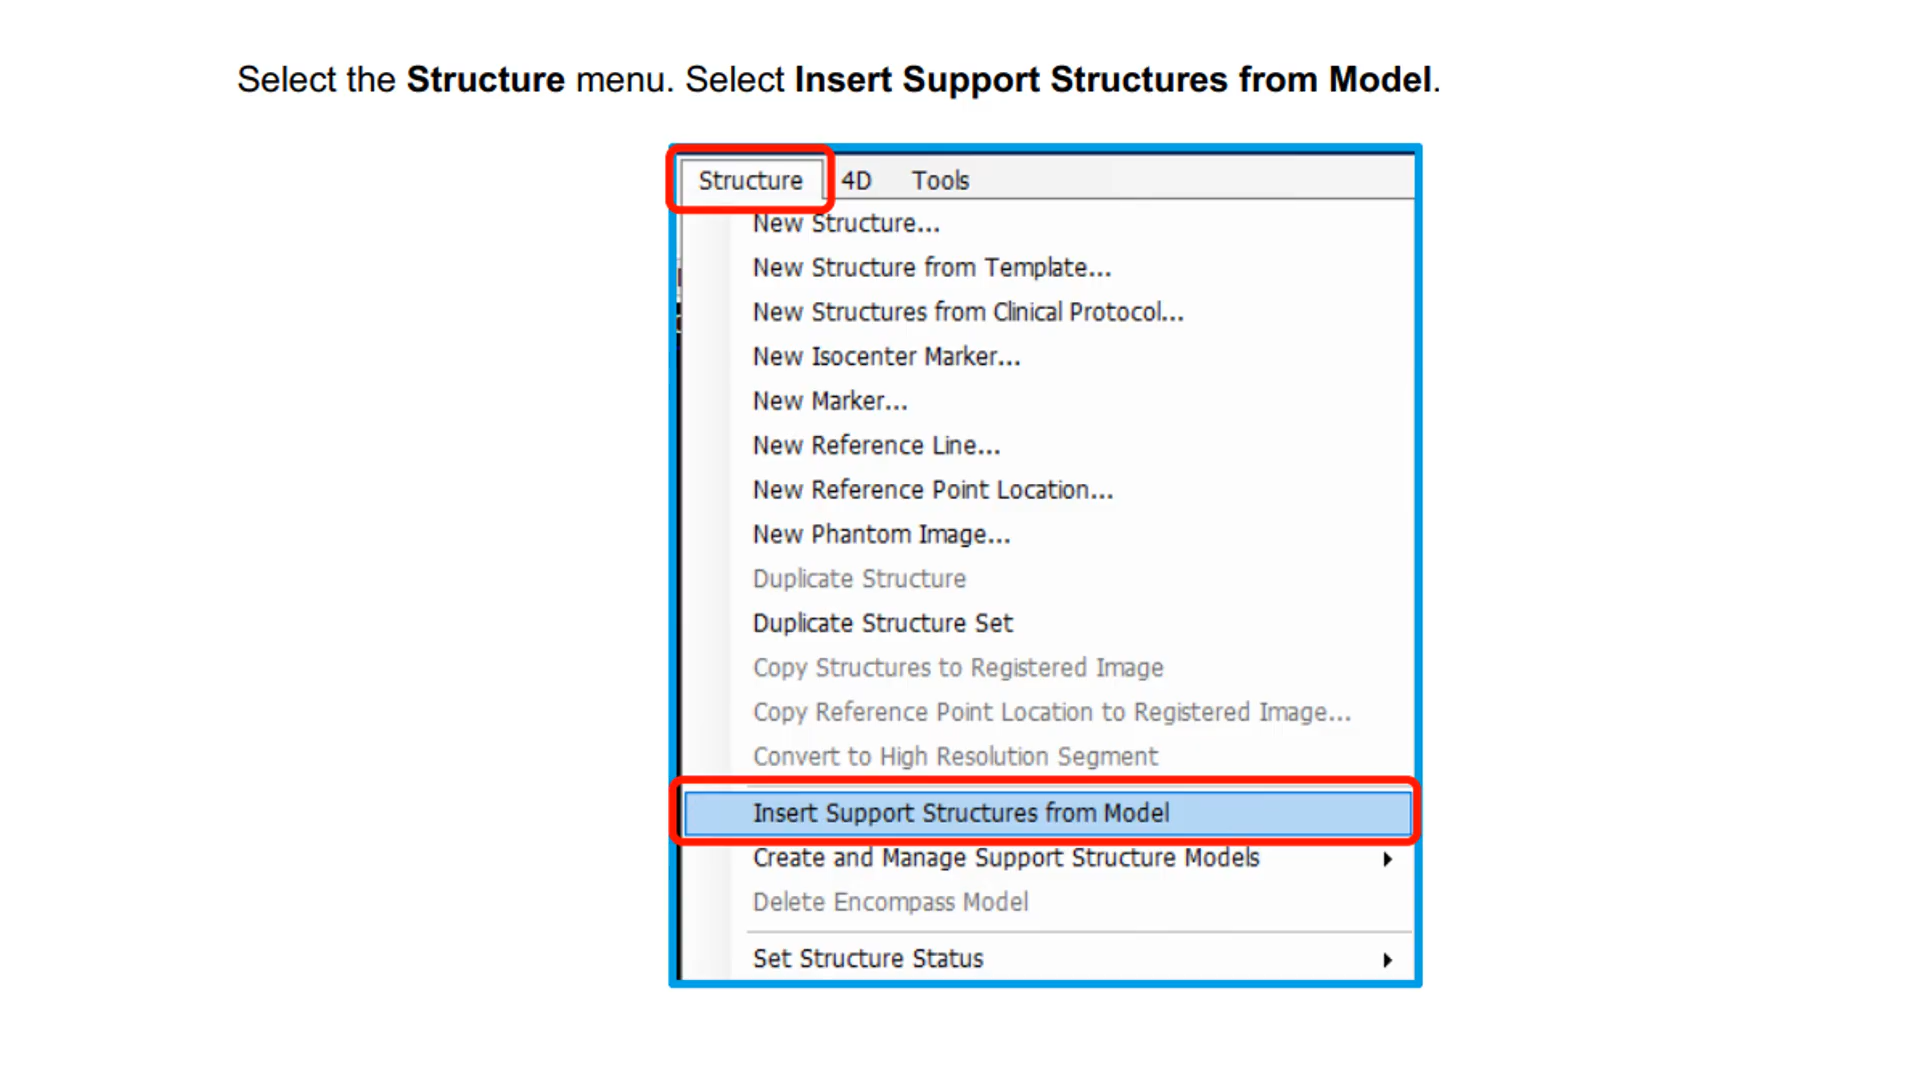 Select the Structure menu. Select Insert Support Structures from Model.
Structure 4D Tools
New Structure...
New Structure from Template...
New Structures from Clinical Protocol...
New Isocenter Marker...
New Marker...
New Reference Line...
New Reference Point Location...
New Phantom Image...
Duplicate Structure
Duplicate Structure Set
Copy Structures to Registered Image
Copy Reference Point Location to Registered Image...
Convert to High Resolution Segment
Insert Support Structures from Model
Create and Manage Support Structure Models
Delete Encompass Model
Set Structure Status